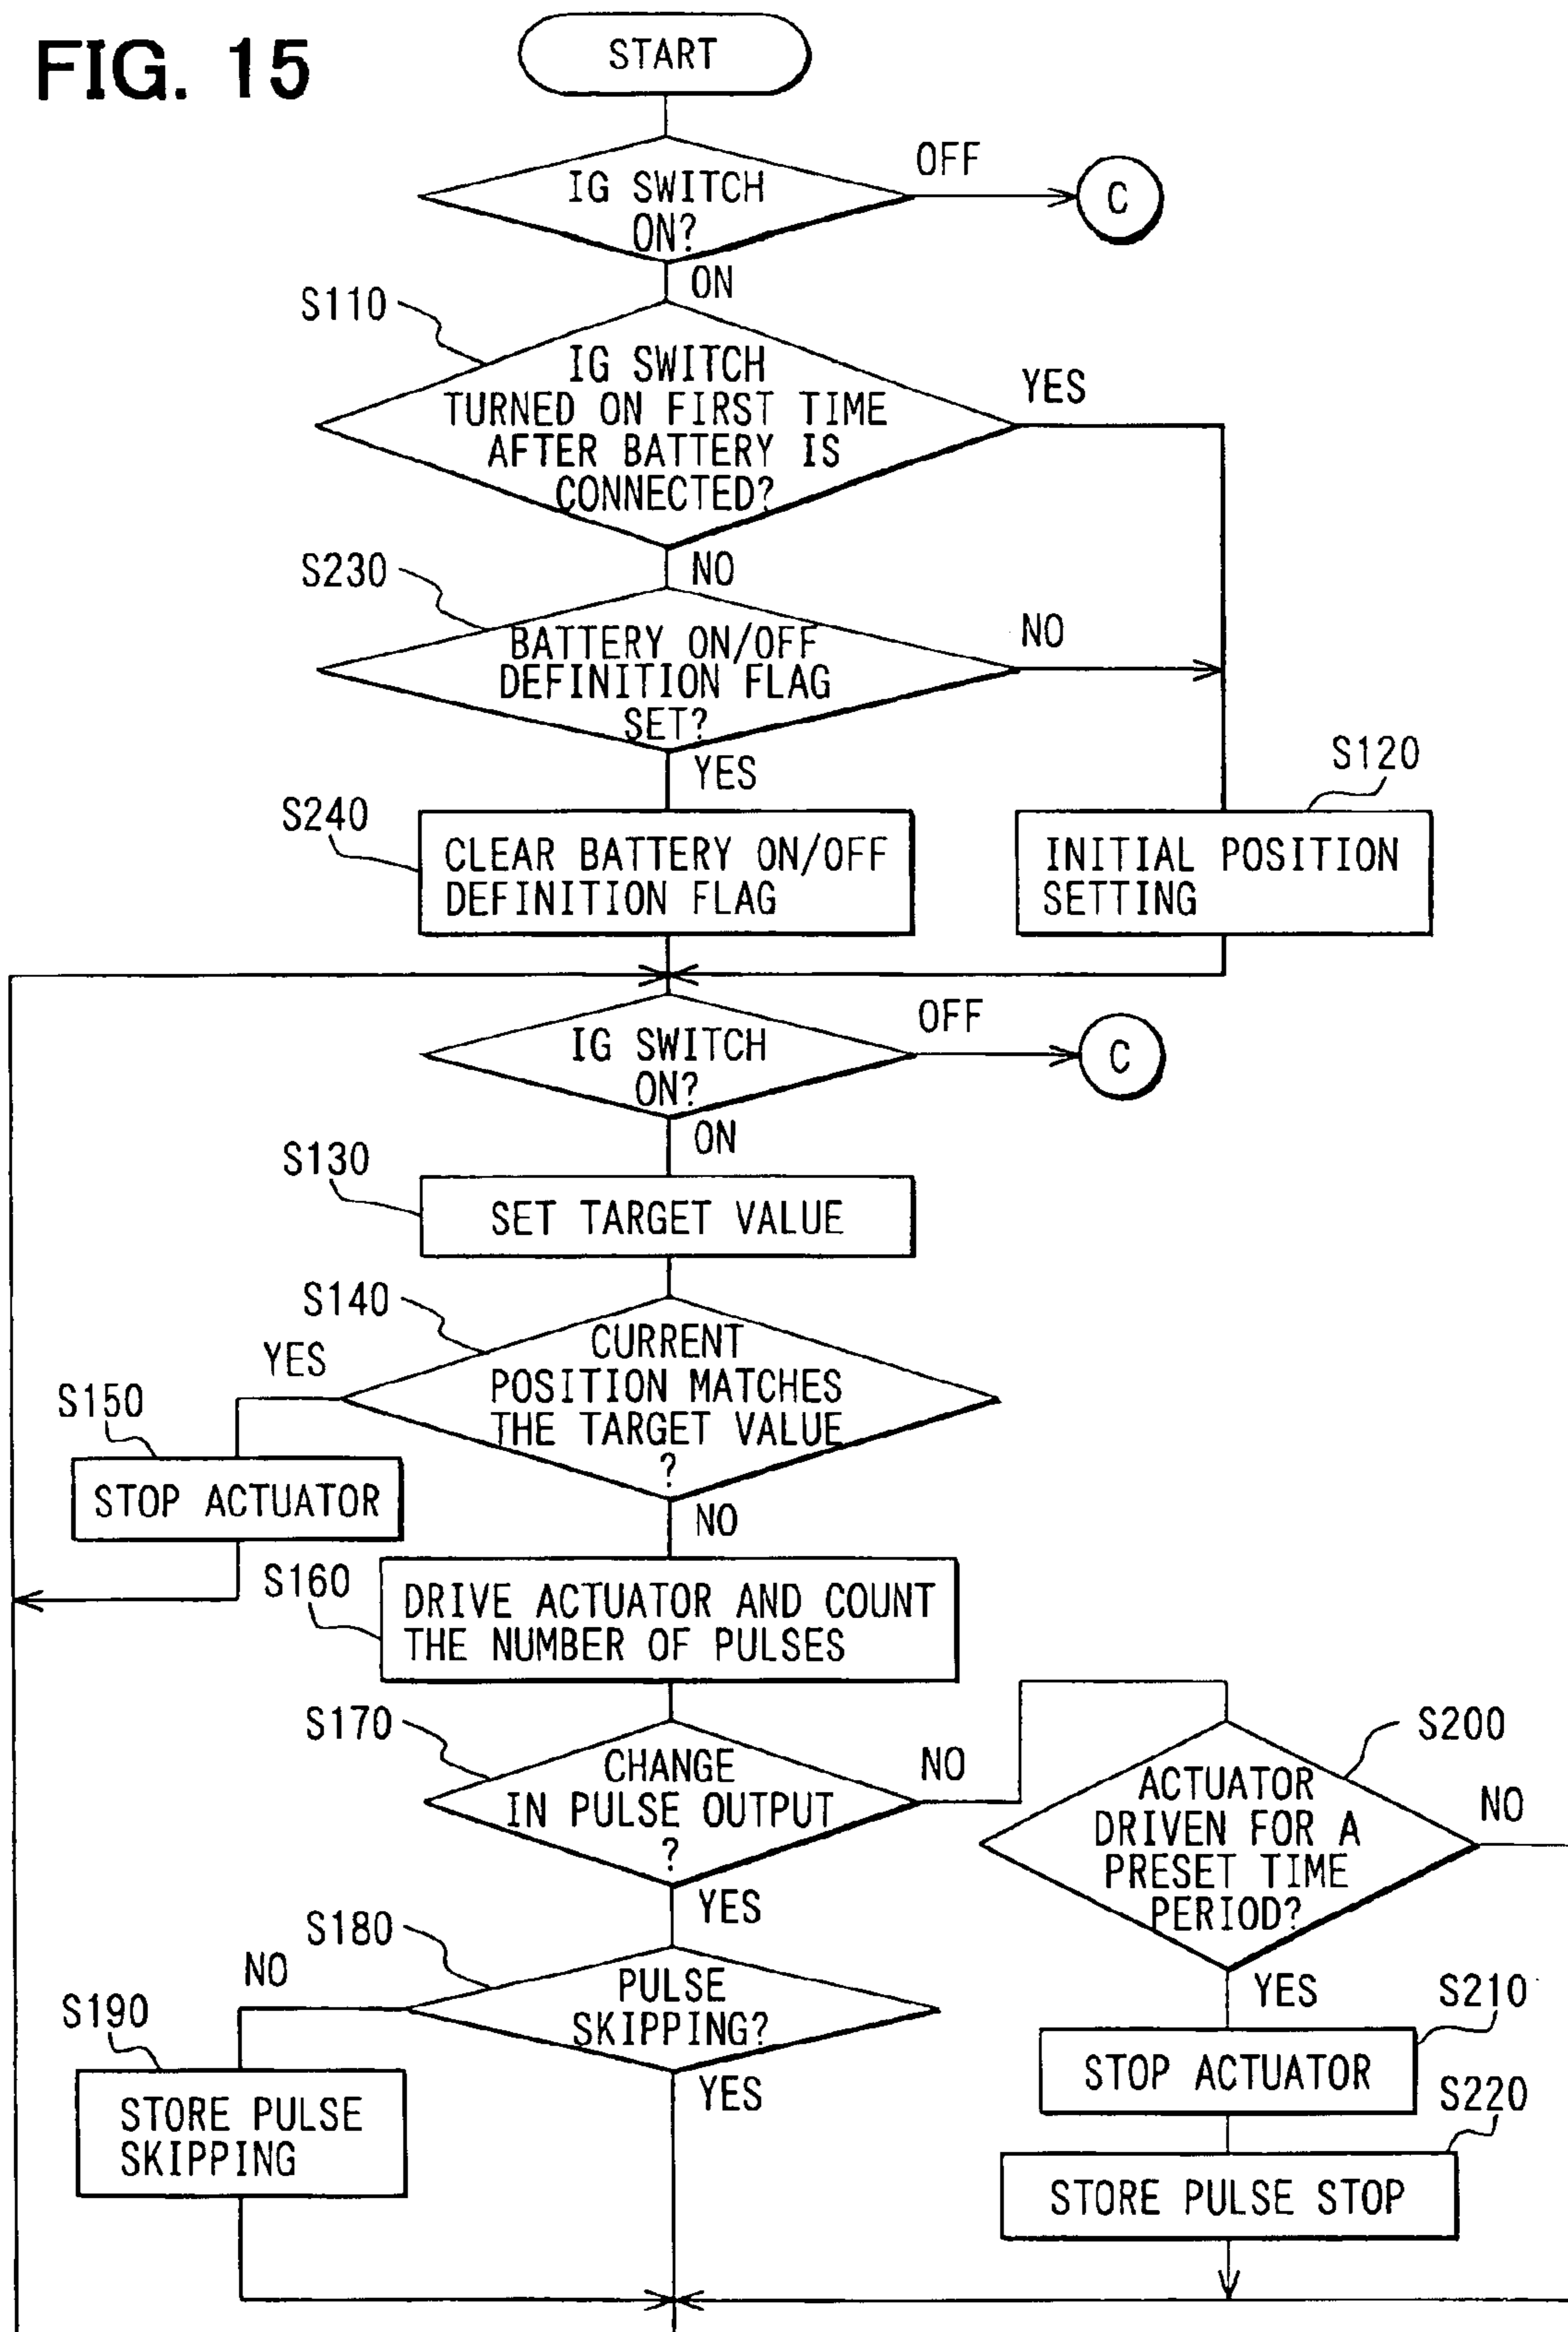 FIG. 15
START
IG SWITCH
ON?
OFF
C
ON
S110
IG SWITCH
TURNED ON FIRST TIME
AFTER BATTERY IS
CONNECTED?
YES
NO
S230
BATTERY ON/OFF
DEFINITION FLAG
SET?
NO
YES
S240
CLEAR BATTERY ON/OFF
DEFINITION FLAG
S120
INITIAL POSITION
SETTING
IG SWITCH
ON?
OFF
C
ON
S130
SET TARGET VALUE
S140
CURRENT
POSITION MATCHES
THE TARGET VALUE
?
YES
S150
STOP ACTUATOR
NO
S160
DRIVE ACTUATOR AND COUNT
THE NUMBER OF PULSES
S170
CHANGE
IN PULSE OUTPUT
?
NO
S200
ACTUATOR
DRIVEN FOR A
PRESET TIME
PERIOD?
NO
YES
S180
PULSE
SKIPPING?
NO
S190
STORE PULSE
SKIPPING
YES
YES
S210
STOP ACTUATOR
S220
STORE PULSE STOP